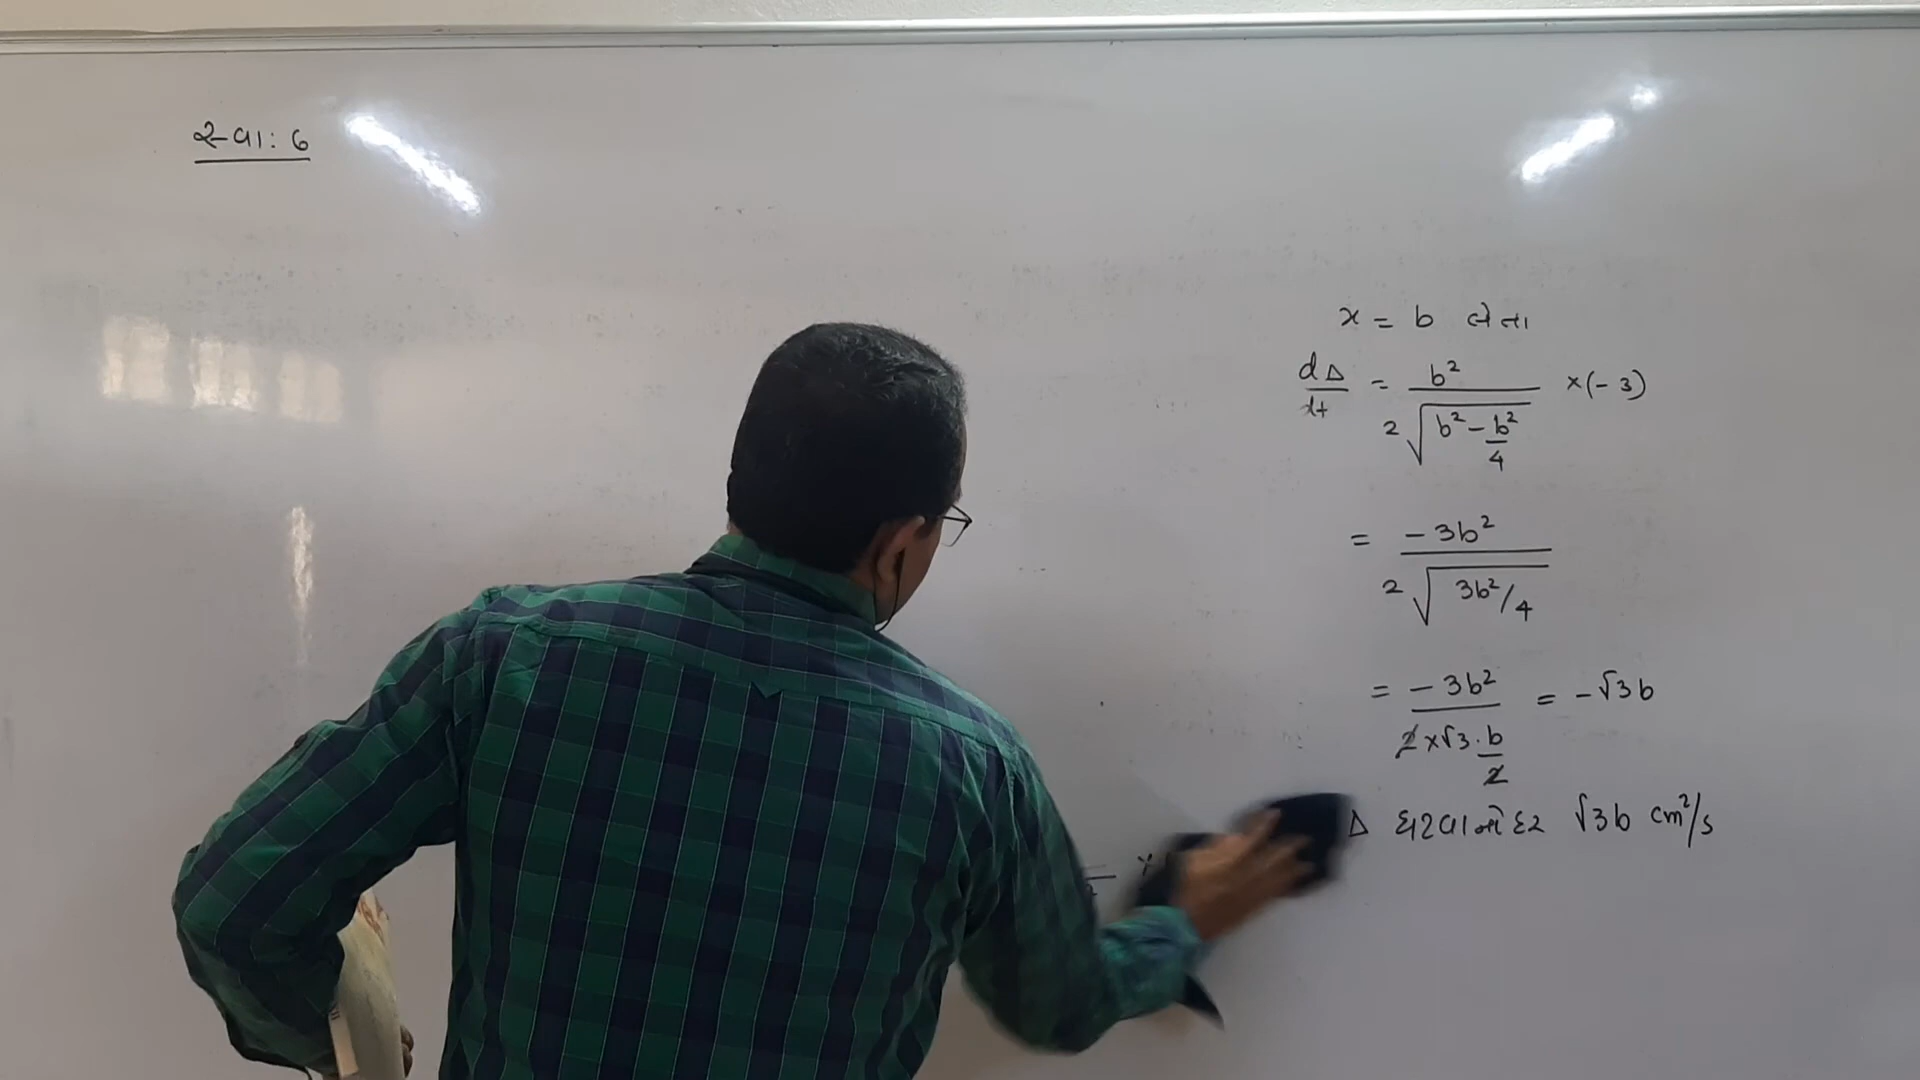 સ્વા: 6
x = b લેતા
dΔ/dt = b²/(2√(b² - b²/4)) × (-3)
= -3b²/(2√(3b²/4))
= -3b²/(2×√3·b/2) = -√3b
Δ ઘટવાનો દર √3b cm²/s